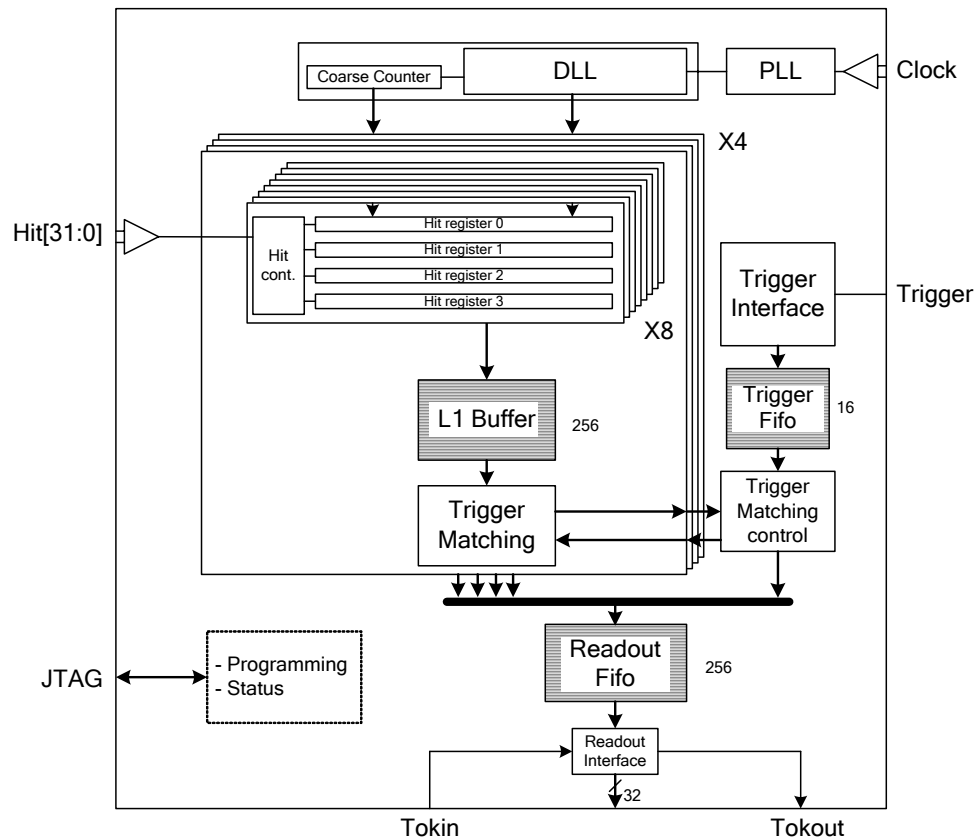 Coarse Counter
DLL
PLL
Clock
X4
Hit[31:0]
Hit
cont.
Hit register 0
Hit register 1
Hit register 2
Hit register 3
X8
Trigger
Interface
Trigger
L1 Buffer
256
Trigger
Fifo
16
Trigger
Matching
Trigger
Matching
control
JTAG
- Programming
- Status
Readout
Fifo
256
Readout
Interface
32
Tokin
Tokout